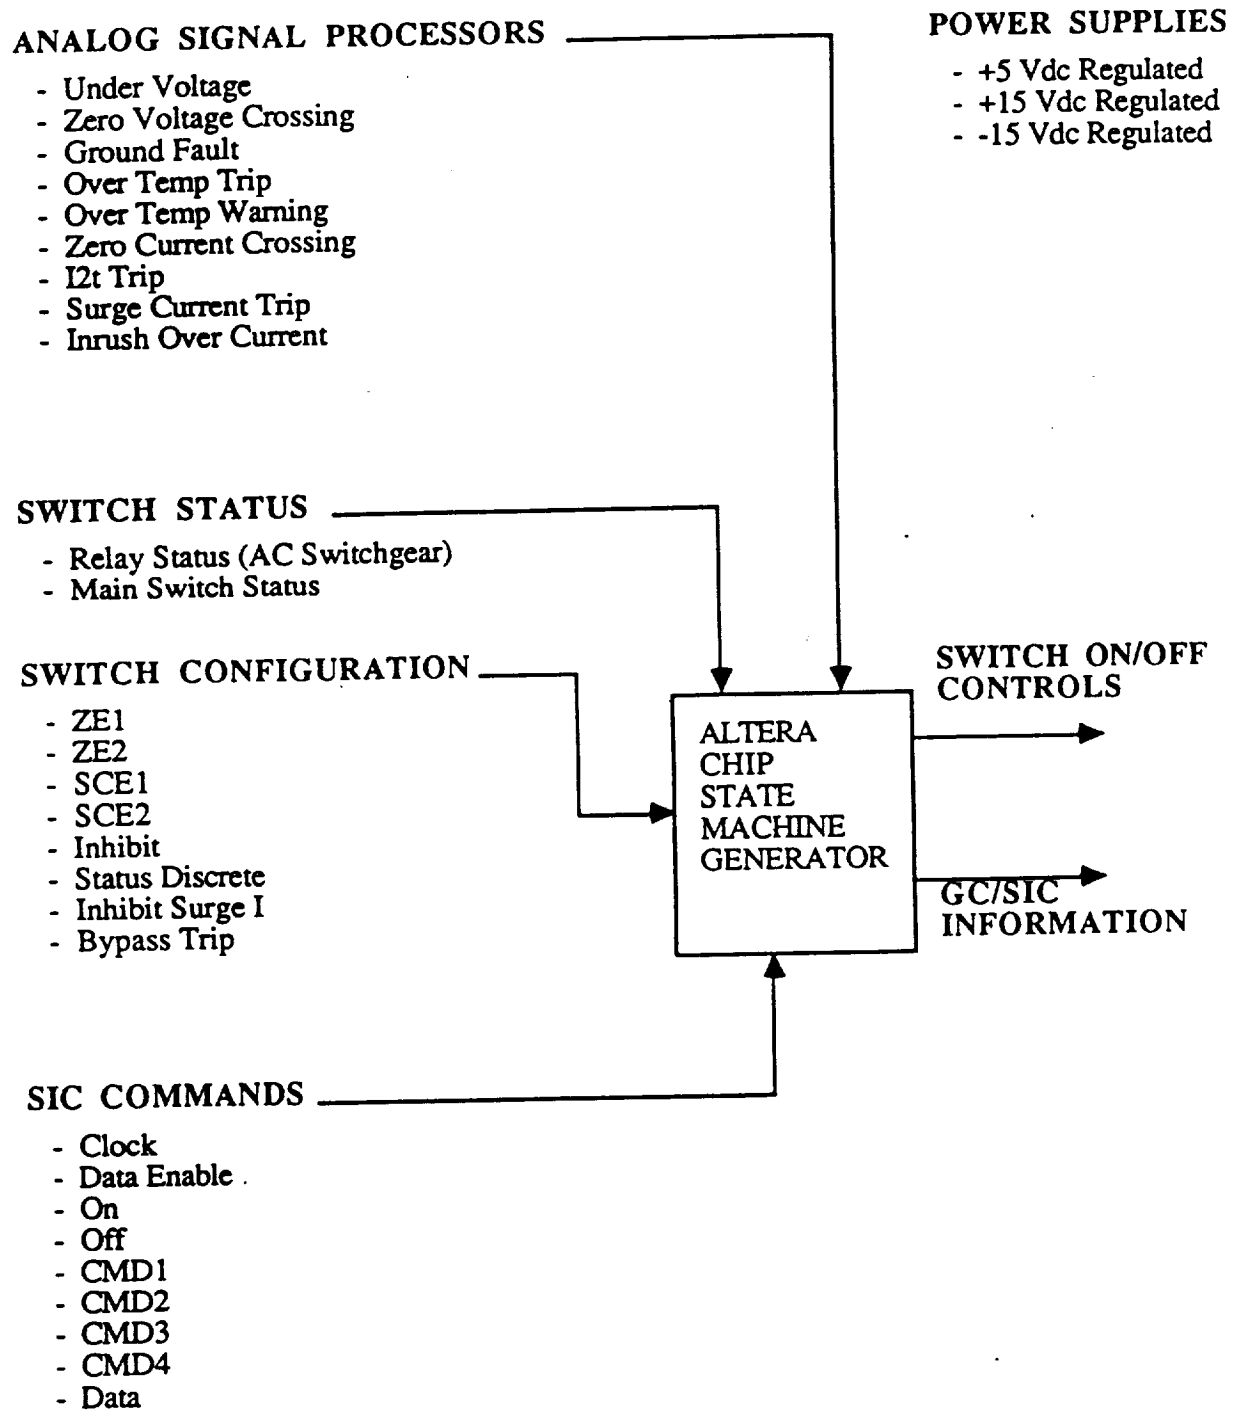 ANALOG SIGNAL PROCESSORS
- Under Voltage
- Zero Voltage Crossing
- Ground Fault
- Over Temp Trip
- Over Temp Warning
- Zero Current Crossing
- I2t Trip
- Surge Current Trip
- Inrush Over Current
POWER SUPPLIES
- +5 Vdc Regulated
- +15 Vdc Regulated
- -15 Vdc Regulated
SWITCH STATUS
- Relay Status (AC Switchgear)
- Main Switch Status
SWITCH CONFIGURATION
- ZE1
- ZE2
- SCE1
- SCE2
- Inhibit
- Status Discrete
- Inhibit Surge I
- Bypass Trip
ALTERA
CHIP
STATE
MACHINE
GENERATOR
SWITCH ON/OFF
CONTROLS
GC/SIC
INFORMATION
SIC COMMANDS
- Clock
- Data Enable
- On
- Off
- CMD1
- CMD2
- CMD3
- CMD4
- Data